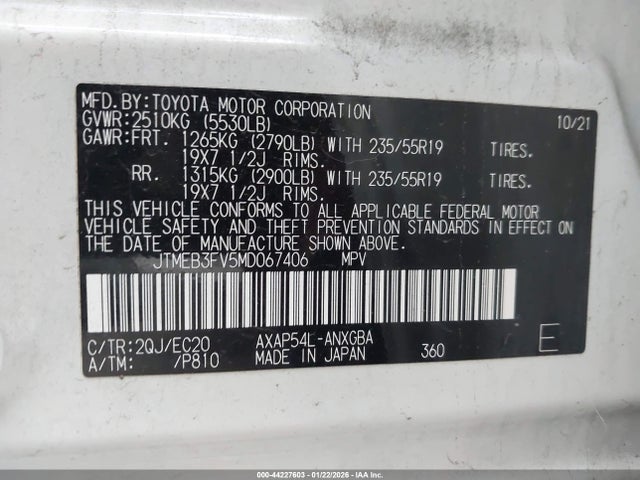 MFD.BY:TOYOTA MOTOR CORPORATION 10/21
GVWR:2510KG (5530LB)
GAWR:FRT. 1265KG (2790LB) WITH 235/55R19 TIRES.
19X7 1/2J RIMS.
RR. 1315KG (2900LB) WITH 235/55R19 TIRES.
19X7 1/2J RIMS.
THIS VEHICLE CONFORMS TO ALL APPLICABLE FEDERAL MOTOR
VEHICLE SAFETY AND THEFT PREVENTION STANDARDS IN EFFECT ON
THE DATE OF MANUFACTURE SHOWN ABOVE.
JTMEB3FV5MD067406 MPV
C/TR:2QJ/EC20 AXAP54L-ANXGBA 360 E
A/TM: /P810 MADE IN JAPAN
000-44227603 - 01/22/2026 - IAAI.CA